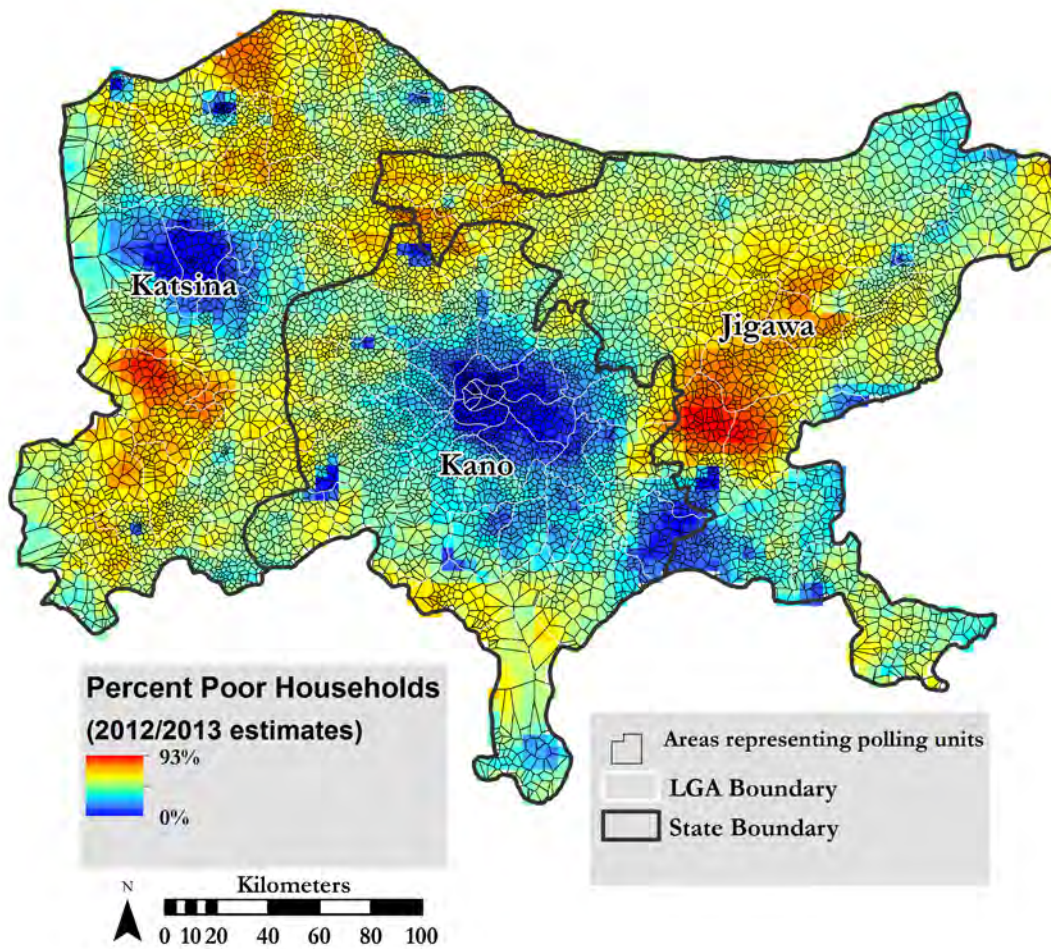 Katsina
Jigawa
Kano
Percent Poor Households
(2012/2013 estimates)
93%
0%
Areas representing polling units
LGA Boundary
State Boundary
N
Kilometers
0 10 20 40 60 80 100